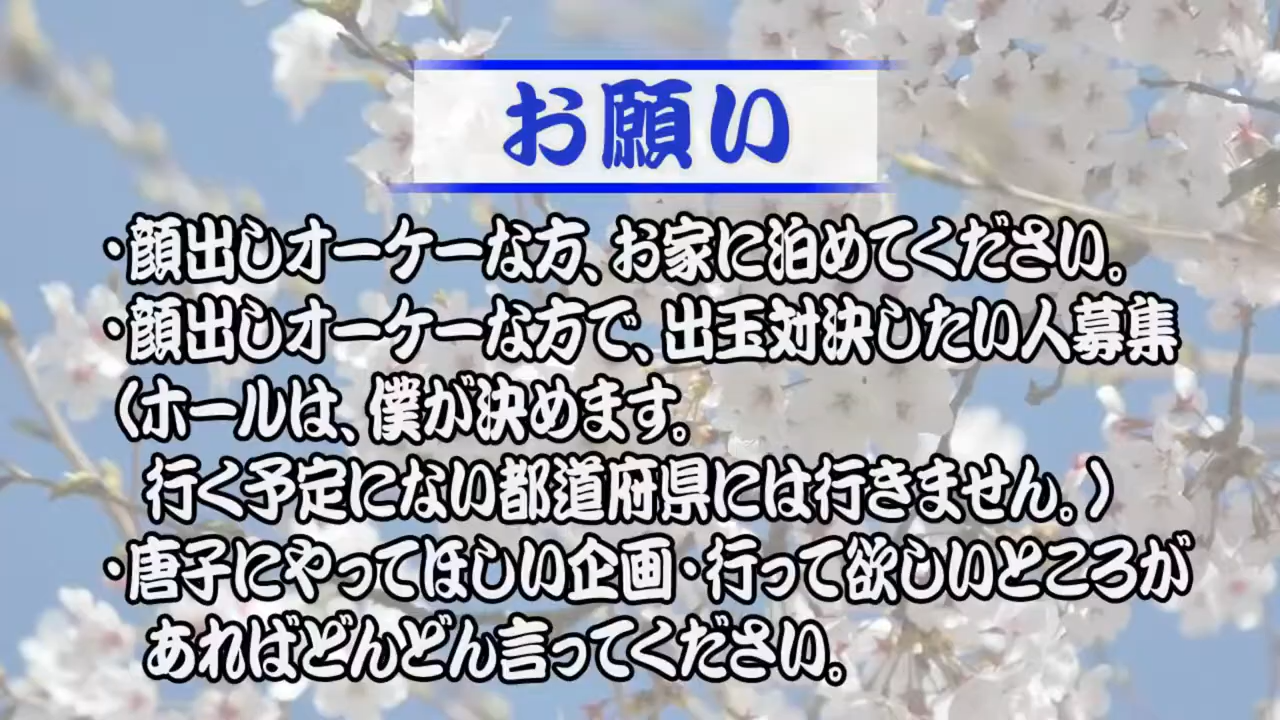 お願い
・顔出しオーケーな方、お家に泊めてください。
・顔出しオーケーな方で、出玉対決したい人募集
（ホールは、僕が決めます。
行く予定にない都道府県には行きません。）
・唐子にやってほしい企画・行って欲しいところが
あればどんどん言ってください。